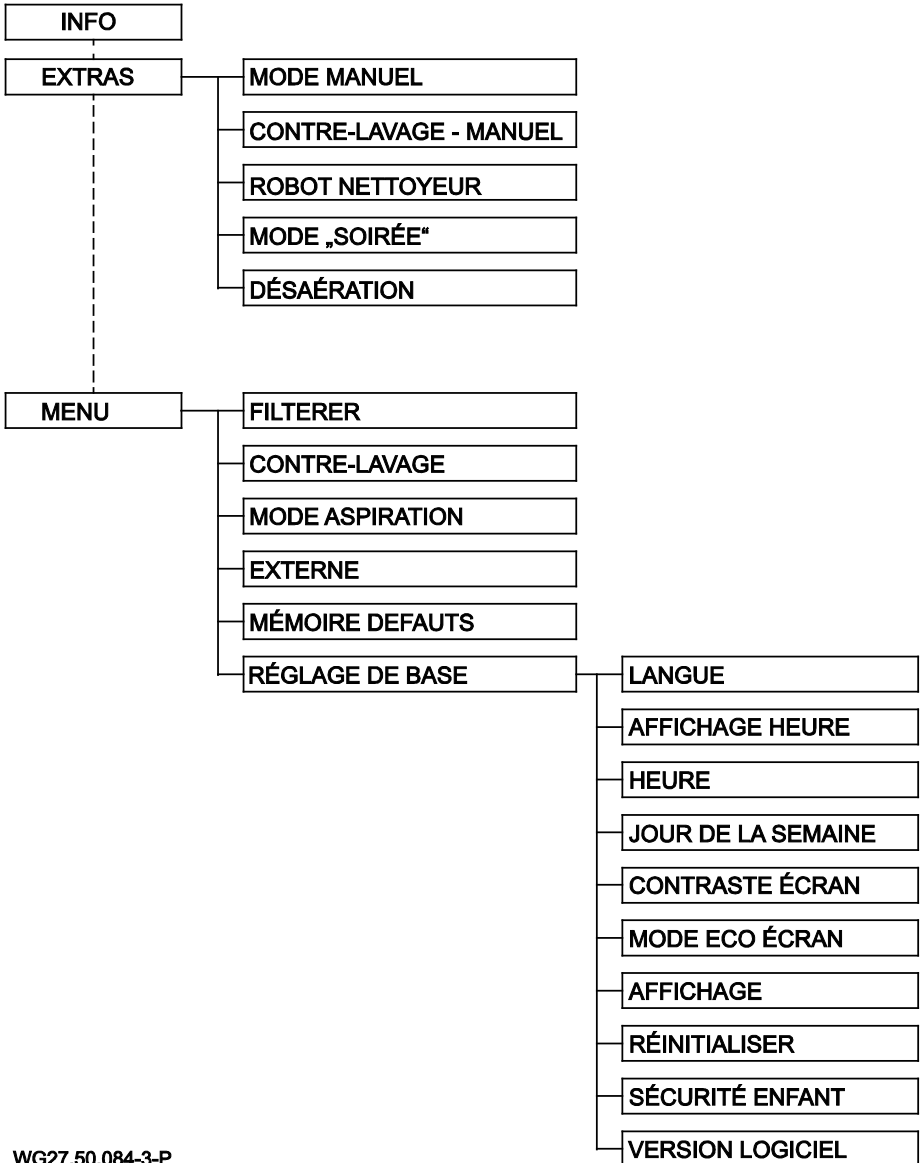 INFO
EXTRAS
MODE MANUEL
CONTRE-LAVAGE - MANUEL
ROBOT NETTOYEUR
MODE „SOIRÉE“
DÉSAÉRATION
MENU
FILTERER
CONTRE-LAVAGE
MODE ASPIRATION
EXTERNE
MÉMOIRE DEFAUTS
RÉGLAGE DE BASE
LANGUE
AFFICHAGE HEURE
HEURE
JOUR DE LA SEMAINE
CONTRASTE ÉCRAN
MODE ECO ÉCRAN
AFFICHAGE
RÉINITIALISER
SÉCURITÉ ENFANT
VERSION LOGICIEL
WG27.50.084-3-P